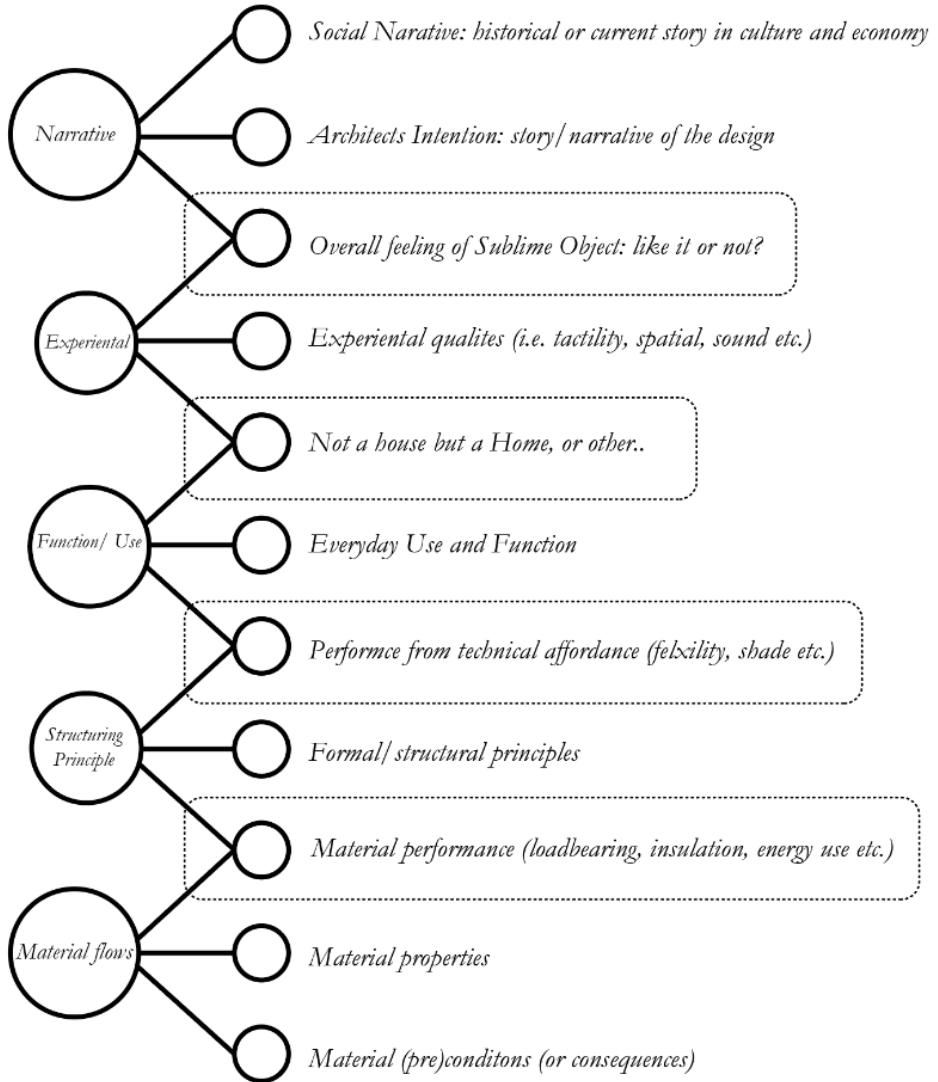 Social Narative: historical or current story in culture and economy
Narrative
Architects Intention: story/narrative of the design
Overall feeling of Sublime Object: like it or not?
Experiental
Experiental qualites (i.e. tactility, spatial, sound etc.)
Not a house but a Home, or other..
Function/ Use
Everyday Use and Function
Performce from technical affordance (felxility, shade etc.)
Structuring
Principle
Formal/structural principles
Material performance (loadbearing, insulation, energy use etc.)
Material flows
Material properties
Material (pre)conditons (or consequences)